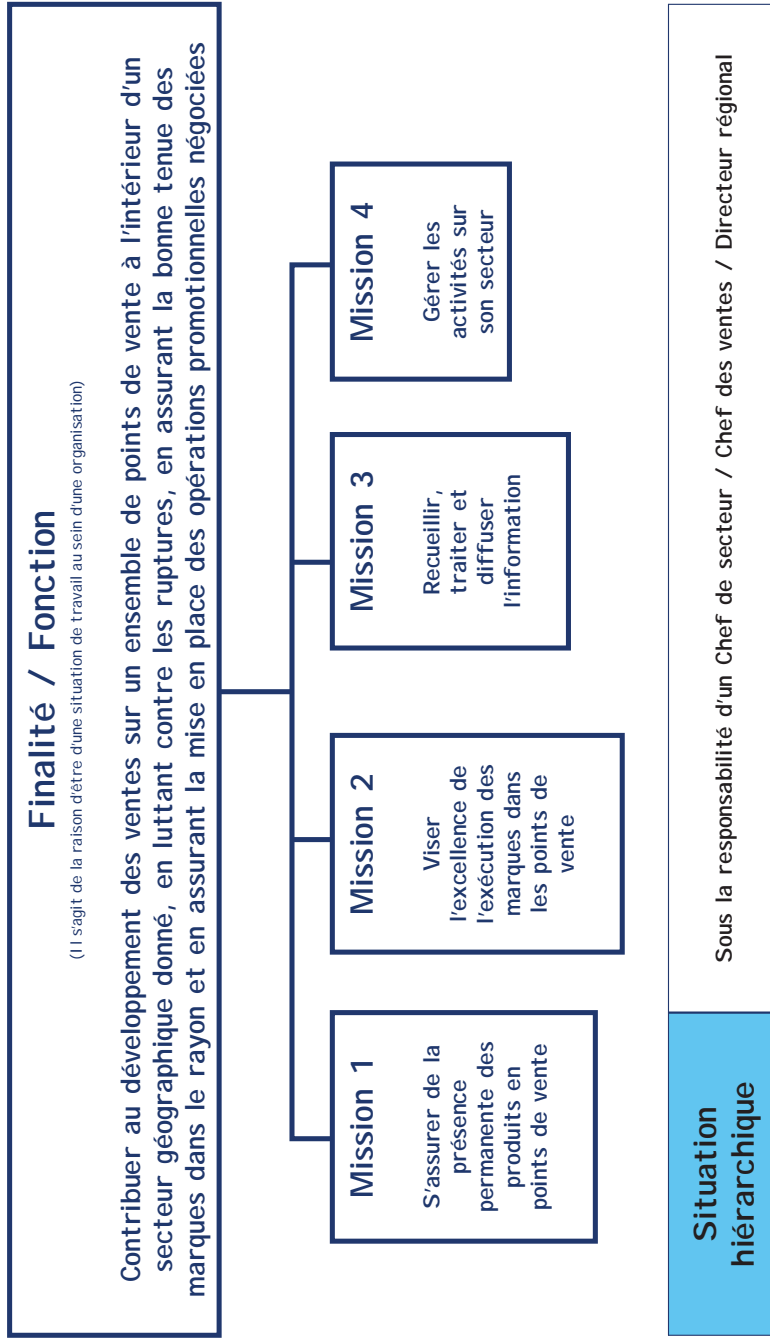 Finalité / Fonction
(Il s'agit de la raison d'être d'une situation de travail au sein d'une organisation)
Contribuer au développement des ventes sur un ensemble de points de vente à l'intérieur d'un
secteur géographique donné, en luttant contre les ruptures, en assurant la bonne tenue des
marques dans le rayon et en assurant la mise en place des opérations promotionnelles négociées
Mission 1
S'assurer de la
présence
permanente des
produits en
points de vente
Mission 2
Viser
l'excellence de
l'exécution des
marques dans
les points de
vente
Mission 3
Recueillir,
traiter et
diffuser
l'information
Mission 4
Gérer les
activités sur
son secteur
Situation
hiérarchique
Sous la responsabilité d'un Chef de secteur / Chef des ventes / Directeur régional